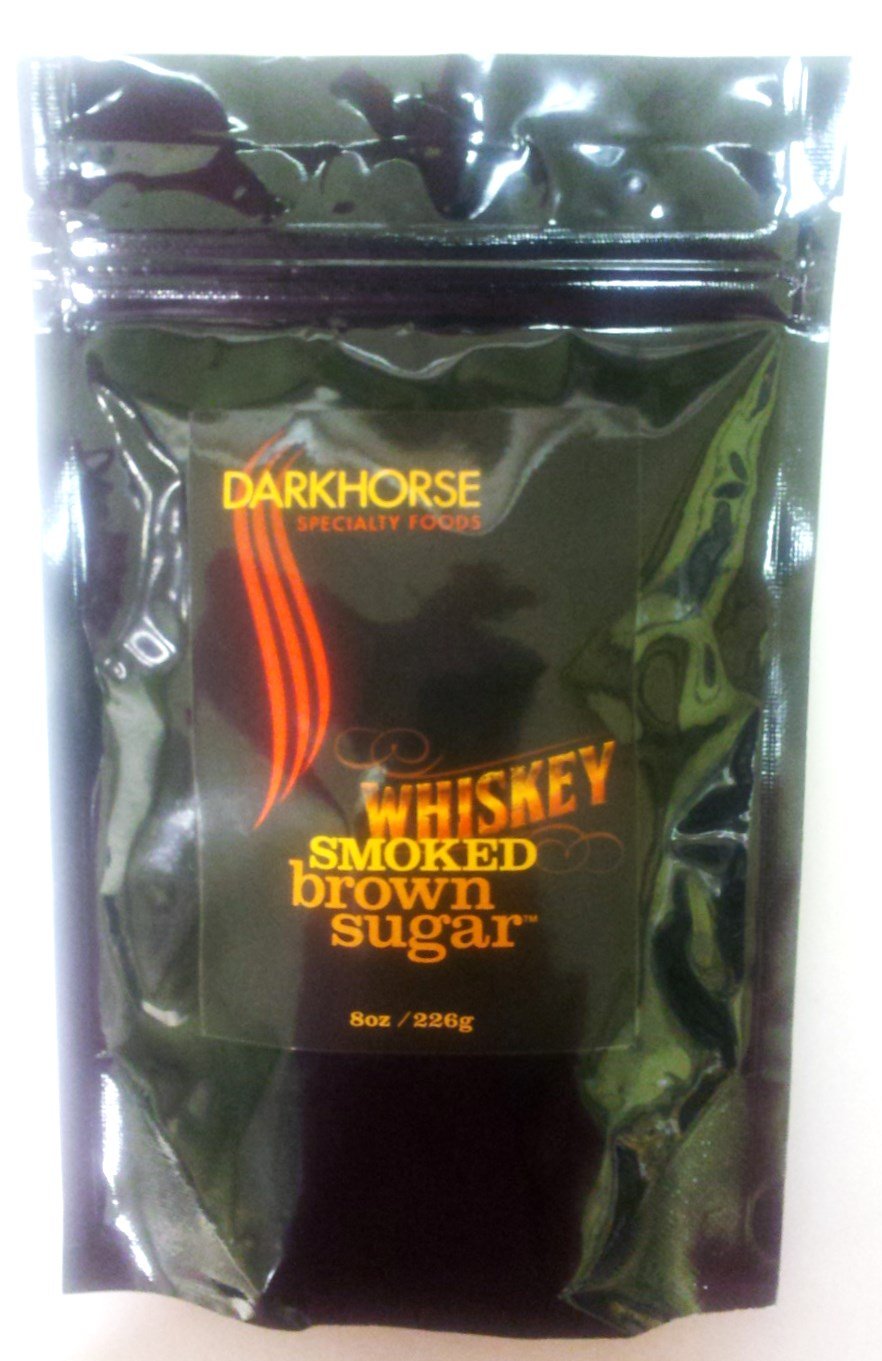 DARKHORSE
SPECIALTY FOODS
WHISKEY
SMOKED
brown
sugar™
8oz / 226g